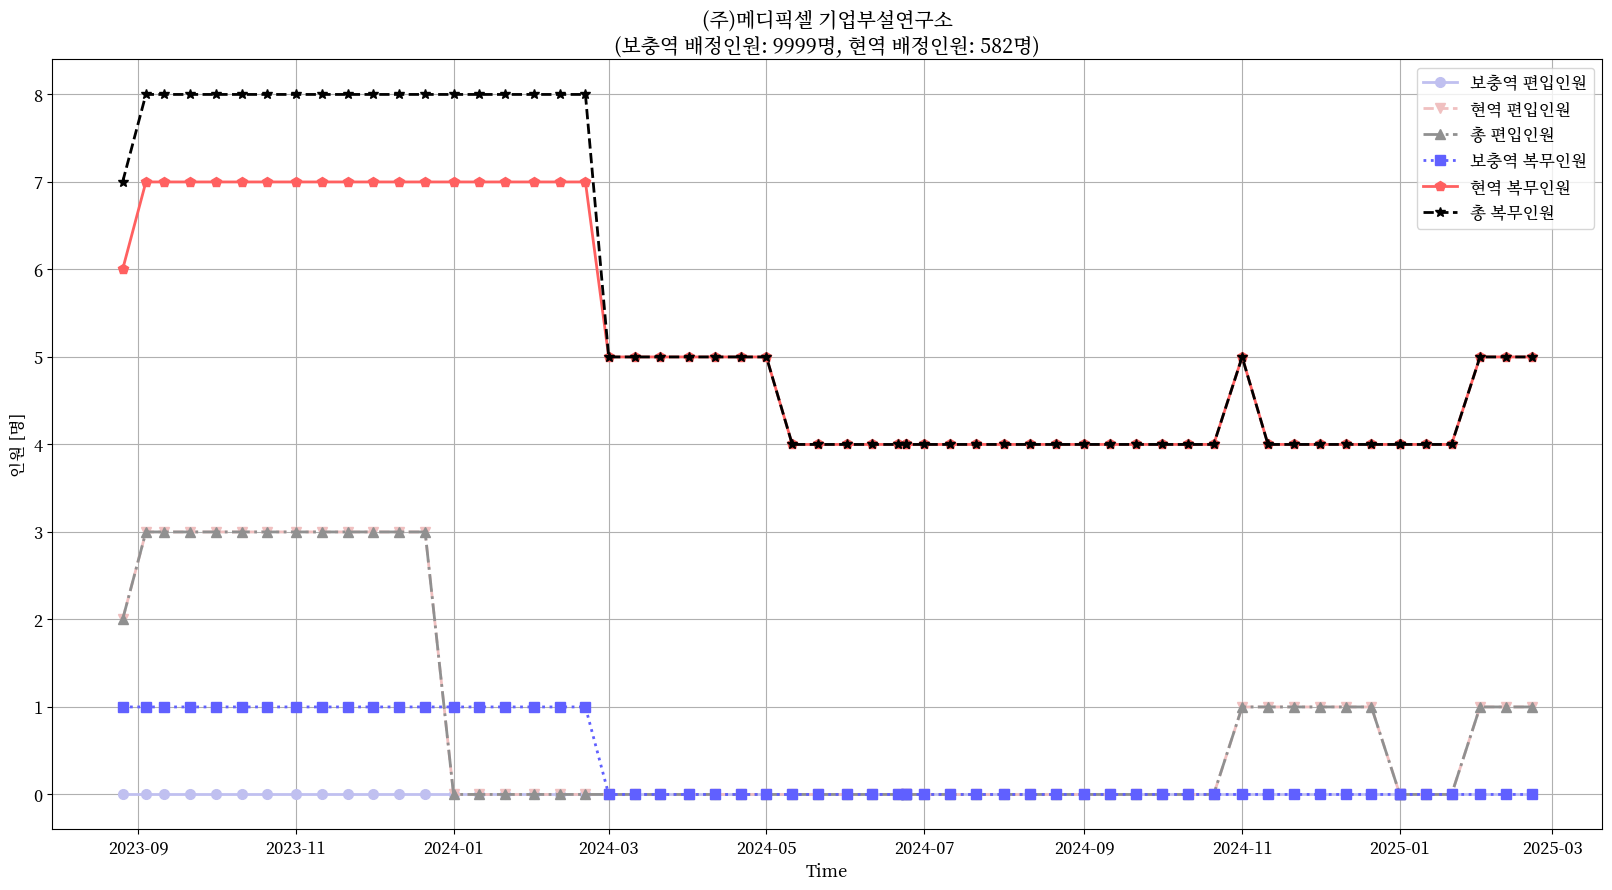 (주)메디픽셀 기업부설연구소
(보충역 배정인원: 9999명, 현역 배정인원: 582명)
보충역 편입인원
현역 편입인원
총 편입인원
보충역 복무인원
현역 복무인원
총 복무인원
인원 [명]
8
7
6
5
4
3
2
1
0
2023-09
2023-11
2024-01
2024-03
2024-05
2024-07
2024-09
2024-11
2025-01
2025-03
Time